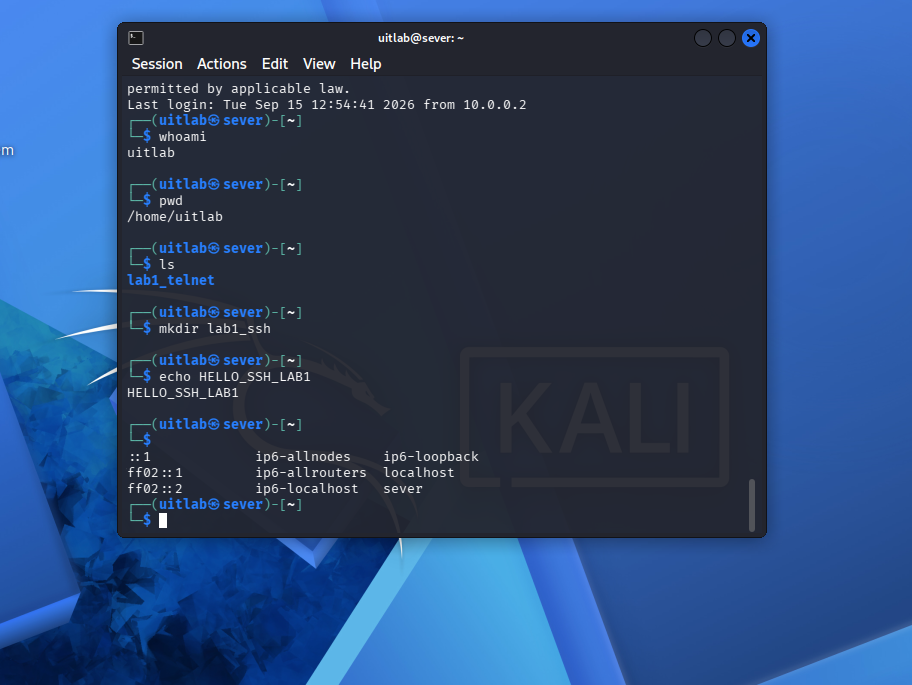 uitlab@sever: ~
Session Actions Edit View Help
permitted by applicable law.
Last login: Tue Sep 15 12:54:41 2026 from 10.0.0.2
┌──(uitlab㉿sever)-[~]
└─$ whoami
uitlab
┌──(uitlab㉿sever)-[~]
└─$ pwd
/home/uitlab
┌──(uitlab㉿sever)-[~]
└─$ ls
lab1_telnet
┌──(uitlab㉿sever)-[~]
└─$ mkdir lab1_ssh
┌──(uitlab㉿sever)-[~]
└─$ echo HELLO_SSH_LAB1
HELLO_SSH_LAB1
┌──(uitlab㉿sever)-[~]
└─$
::1 ip6-allnodes ip6-loopback
ff02::1 ip6-allrouters localhost
ff02::2 ip6-localhost sever
┌──(uitlab㉿sever)-[~]
└─$
KALI
m